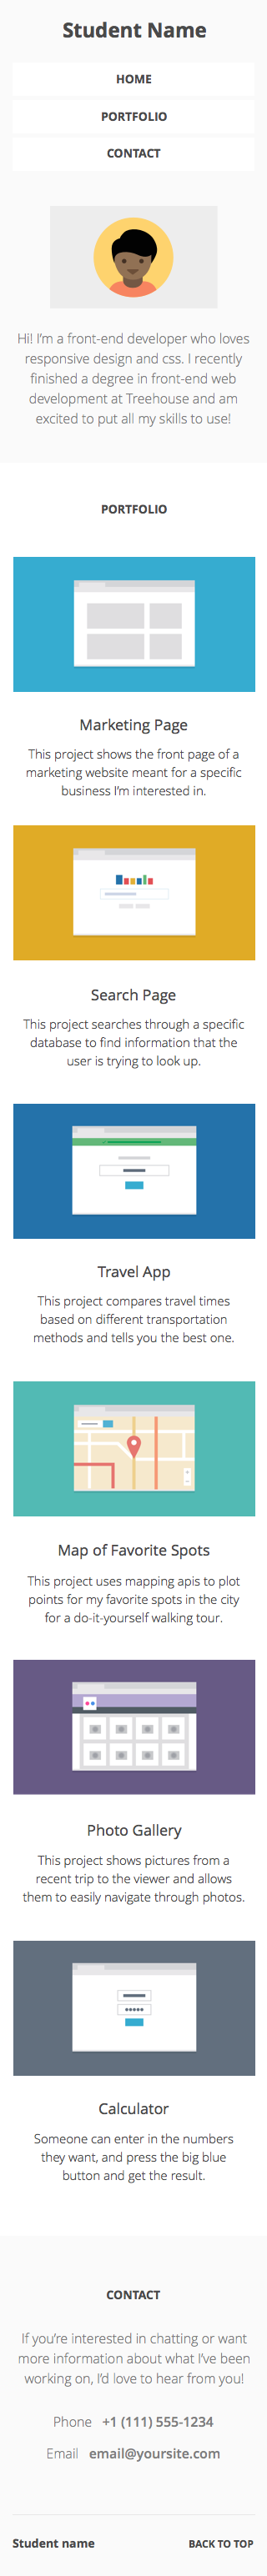 Student Name
HOME
PORTFOLIO
CONTACT
Hi! I'm a front-end developer who loves
responsive design and css. I recently
finished a degree in front-end web
development at Treehouse and am
excited to put all my skills to use!
PORTFOLIO
Marketing Page
This project shows the front page of a
marketing website meant for a specific
business I'm interested in.
Search Page
This project searches through a specific
database to find information that the
user is trying to look up.
Travel App
This project compares travel times
based on different transportation
methods and tells you the best one.
Map of Favorite Spots
This project uses mapping apis to plot
points for my favorite spots in the city
for a do-it-yourself walking tour.
Photo Gallery
This project shows pictures from a
recent trip to the viewer and allows
them to easily navigate through photos.
Calculator
Someone can enter in the numbers
they want, and press the big blue
button and get the result.
CONTACT
If you're interested in chatting or want
more information about what I've been
working on, I'd love to hear from you!
Phone +1 (111) 555-1234
Email email@yoursite.com
Student name BACK TO TOP